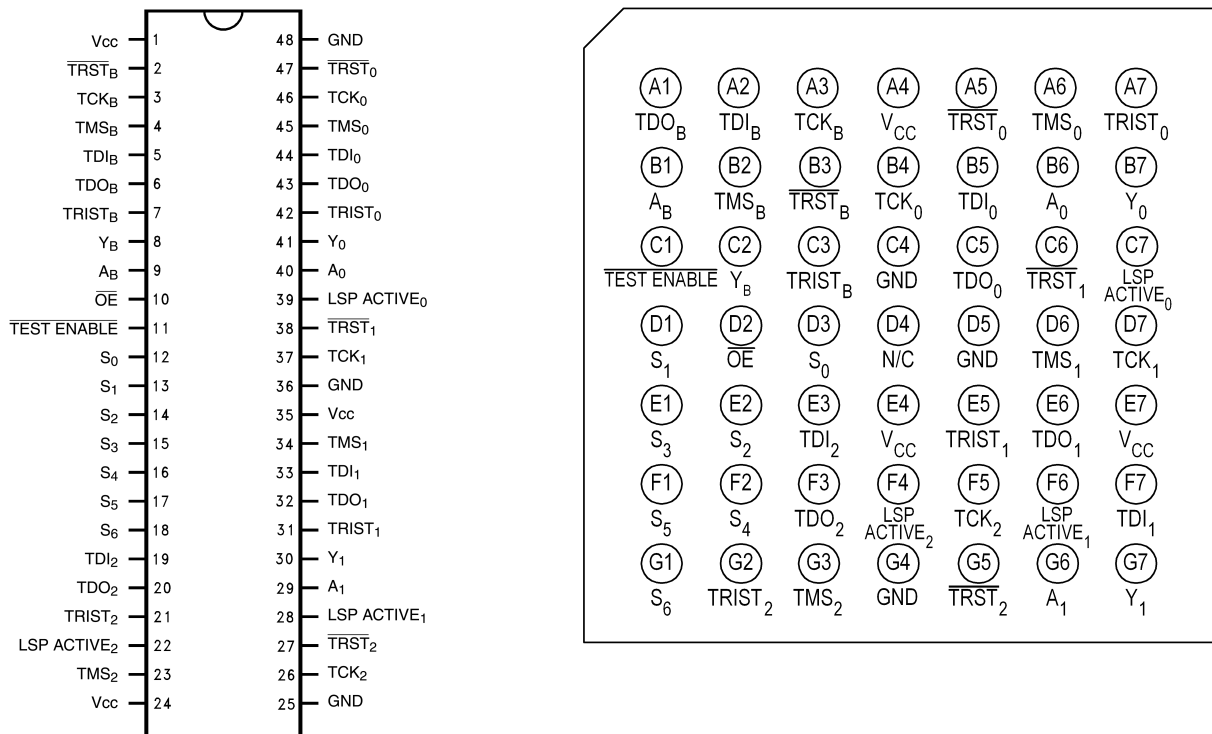 Vcc 1 48 GND
TRST_B 2 47 TRST_0
TCK_B 3 46 TCK_0
TMS_B 4 45 TMS_0
TDI_B 5 44 TDI_0
TDO_B 6 43 TDO_0
TRIST_B 7 42 TRIST_0
Y_B 8 41 Y_0
A_B 9 40 A_0
OE 10 39 LSP ACTIVE_0
TEST ENABLE 11 38 TRST_1
S_0 12 37 TCK_1
S_1 13 36 GND
S_2 14 35 Vcc
S_3 15 34 TMS_1
S_4 16 33 TDI_1
S_5 17 32 TDO_1
S_6 18 31 TRIST_1
TDI_2 19 30 Y_1
TDO_2 20 29 A_1
TRIST_2 21 28 LSP ACTIVE_1
LSP ACTIVE_2 22 27 TRST_2
TMS_2 23 26 TCK_2
Vcc 24 25 GND
A1 A2 A3 A4 A5 A6 A7
TDO_B TDI_B TCK_B V_CC TRST_0 TMS_0 TRIST_0
B1 B2 B3 B4 B5 B6 B7
A_B TMS_B TRST_B TCK_0 TDI_0 A_0 Y_0
C1 C2 C3 C4 C5 C6 C7
TEST ENABLE Y_B TRIST_B GND TDO_0 TRST_1 LSP
ACTIVE_0
D1 D2 D3 D4 D5 D6 D7
S_1 OE S_0 N/C GND TMS_1 TCK_1
E1 E2 E3 E4 E5 E6 E7
S_3 S_2 TDI_2 V_CC TRIST_1 TDO_1 V_CC
F1 F2 F3 F4 F5 F6 F7
S_5 S_4 TDO_2 LSP TCK_2 LSP TDI_1
ACTIVE_2 ACTIVE_1
G1 G2 G3 G4 G5 G6 G7
S_6 TRIST_2 TMS_2 GND TRST_2 A_1 Y_1